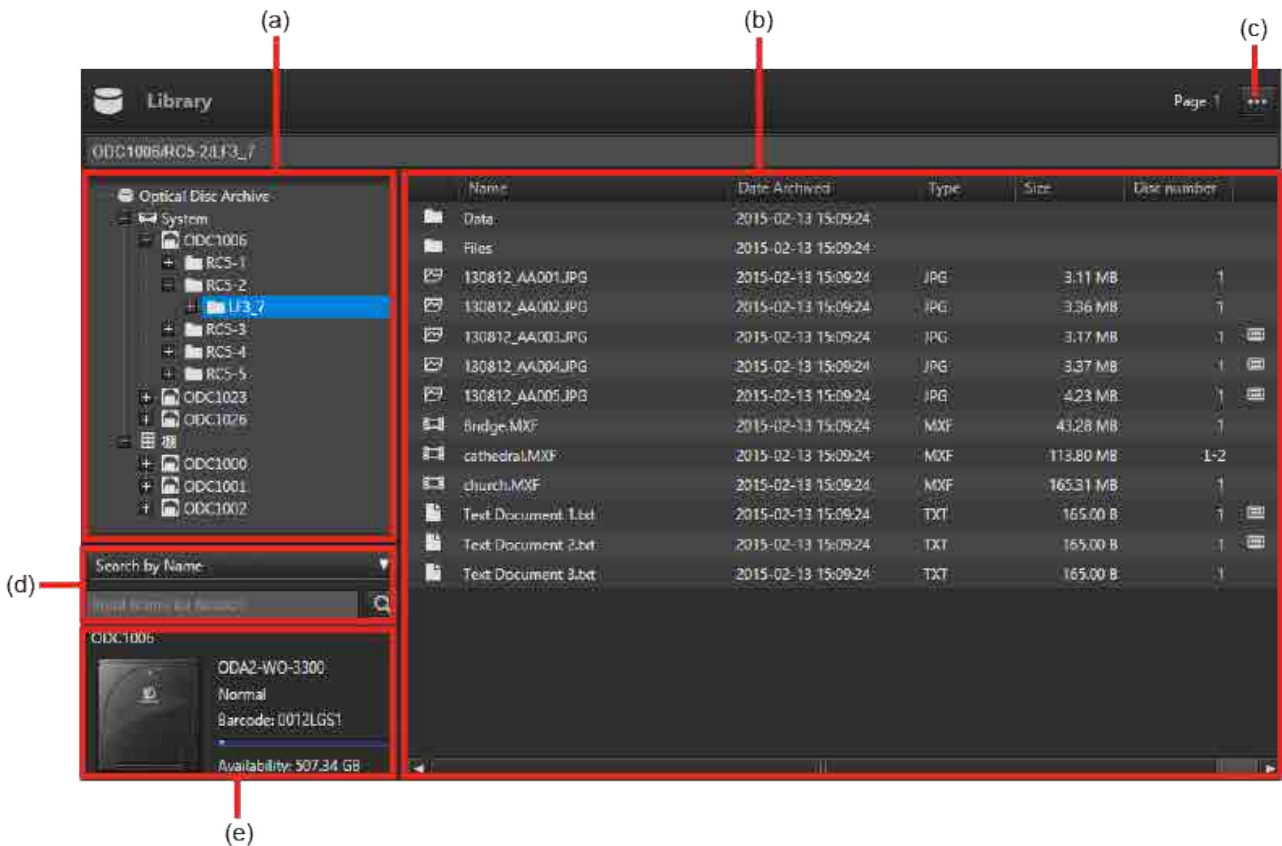 (a)
(b)
(c)
Library
Page 1
ODC1006/RC5-2/LF3_7
Optical Disc Archive
System
ODC1006
RC5-1
RC5-2
LF3_7
RC5-3
RC5-4
RC5-5
ODC1023
ODC1026
棚
ODC1000
ODC1001
ODC1002
Name Date Archived Type Size Disc number
Data 2015-02-13 15:09:24
Files 2015-02-13 15:09:24
130812_AA001.JPG 2015-02-13 15:09:24 JPG 3.11 MB 1
130812_AA002.JPG 2015-02-13 15:09:24 JPG 3.36 MB 1
130812_AA003.JPG 2015-02-13 15:09:24 JPG 3.17 MB 1
130812_AA004.JPG 2015-02-13 15:09:24 JPG 3.37 MB 1
130812_AA005.JPG 2015-02-13 15:09:24 JPG 4.23 MB 1
Bridge.MXF 2015-02-13 15:09:24 MXF 43.28 MB 1
cathedral.MXF 2015-02-13 15:09:24 MXF 113.80 MB 1-2
church.MXF 2015-02-13 15:09:24 MXF 165.31 MB 1
Text Document 1.txt 2015-02-13 15:09:24 TXT 165.00 B 1
Text Document 2.txt 2015-02-13 15:09:24 TXT 165.00 B 1
Text Document 3.txt 2015-02-13 15:09:24 TXT 165.00 B 1
(d)
Search by Name
ODC1006
ODA2-WO-3300
Normal
Barcode: 0012LGS1
Availability: 507.34 GB
(e)